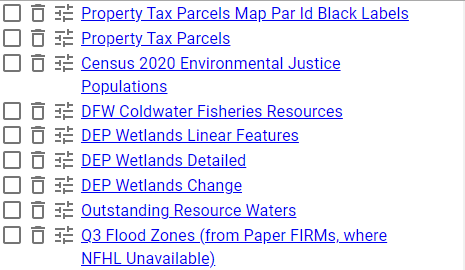 Property Tax Parcels Map Par Id Black Labels
Property Tax Parcels
Census 2020 Environmental Justice
Populations
DFW Coldwater Fisheries Resources
DEP Wetlands Linear Features
DEP Wetlands Detailed
DEP Wetlands Change
Outstanding Resource Waters
Q3 Flood Zones (from Paper FIRMs, where
NFHL Unavailable)